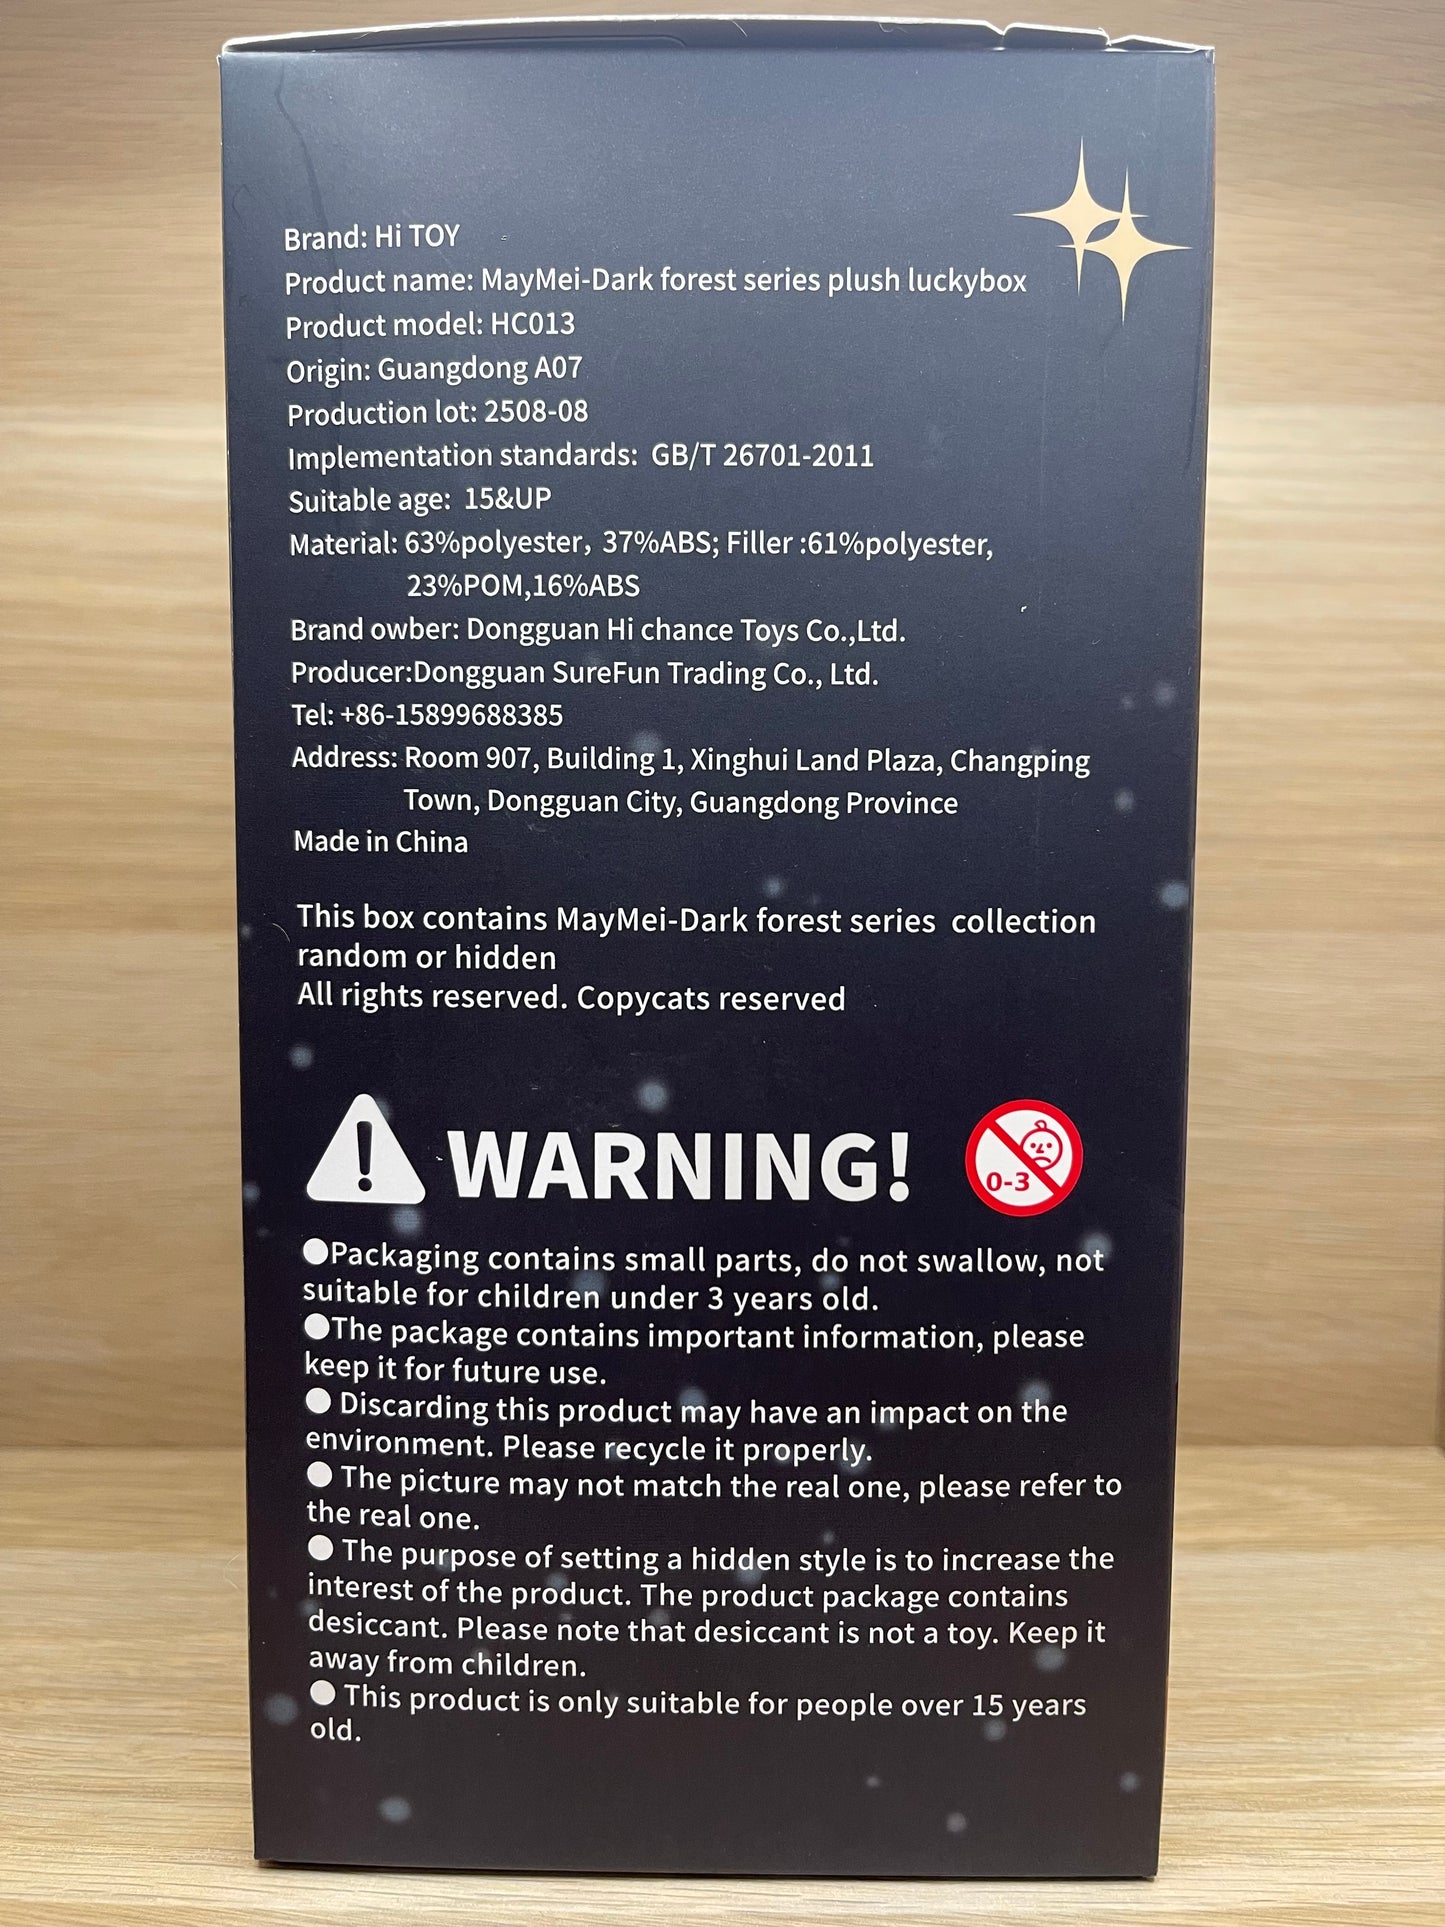 Brand: Hi TOY
Product name: MayMei-Dark forest series plush luckybox
Product model: HC013
Origin: Guangdong A07
Production lot: 2508-08
Implementation standards: GB/T 26701-2011
Suitable age: 15&UP
Material: 63%polyester, 37%ABS; Filler :61%polyester,
23%POM,16%ABS
Brand owber: Dongguan Hi chance Toys Co.,Ltd.
Producer:Dongguan SureFun Trading Co., Ltd.
Tel: +86-15899688385
Address: Room 907, Building 1, Xinghui Land Plaza, Changping
Town, Dongguan City, Guangdong Province
Made in China
This box contains MayMei-Dark forest series collection
random or hidden
All rights reserved. Copycats reserved
WARNING!
0-3
●Packaging contains small parts, do not swallow, not
suitable for children under 3 years old.
●The package contains important information, please
keep it for future use.
● Discarding this product may have an impact on the
environment. Please recycle it properly.
● The picture may not match the real one, please refer to
the real one.
● The purpose of setting a hidden style is to increase the
interest of the product. The product package contains
desiccant. Please note that desiccant is not a toy. Keep it
away from children.
● This product is only suitable for people over 15 years
old.